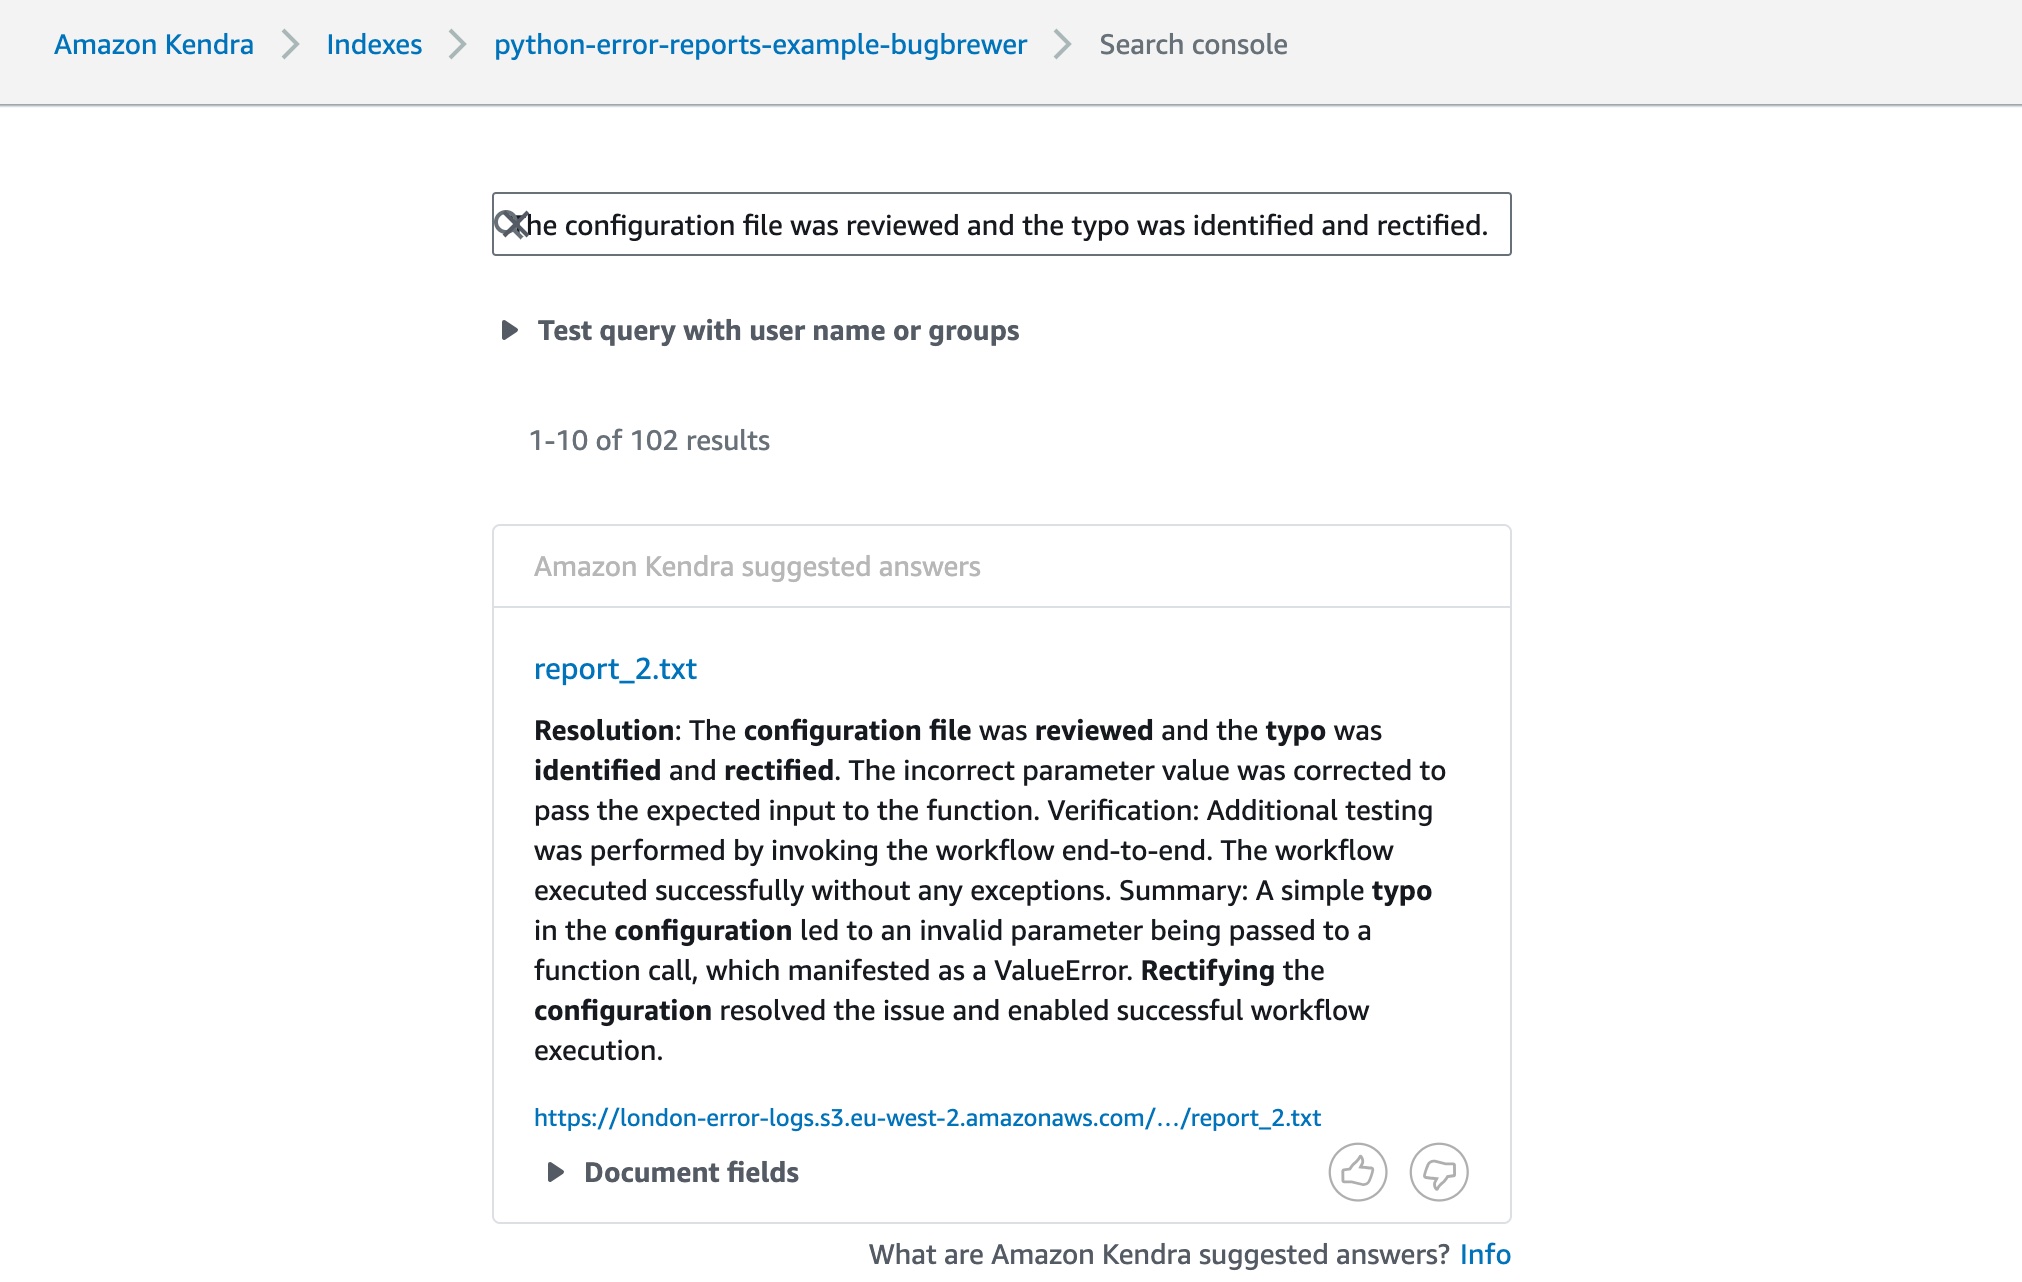 Amazon Kendra > Indexes > python-error-reports-example-bugbrewer > Search console
The configuration file was reviewed and the typo was identified and rectified.
Test query with user name or groups
1-10 of 102 results
Amazon Kendra suggested answers
report_2.txt
Resolution: The configuration file was reviewed and the typo was
identified and rectified. The incorrect parameter value was corrected to
pass the expected input to the function. Verification: Additional testing
was performed by invoking the workflow end-to-end. The workflow
executed successfully without any exceptions. Summary: A simple typo
in the configuration led to an invalid parameter being passed to a
function call, which manifested as a ValueError. Rectifying the
configuration resolved the issue and enabled successful workflow
execution.
https://london-error-logs.s3.eu-west-2.amazonaws.com/.../report_2.txt
Document fields
What are Amazon Kendra suggested answers? Info